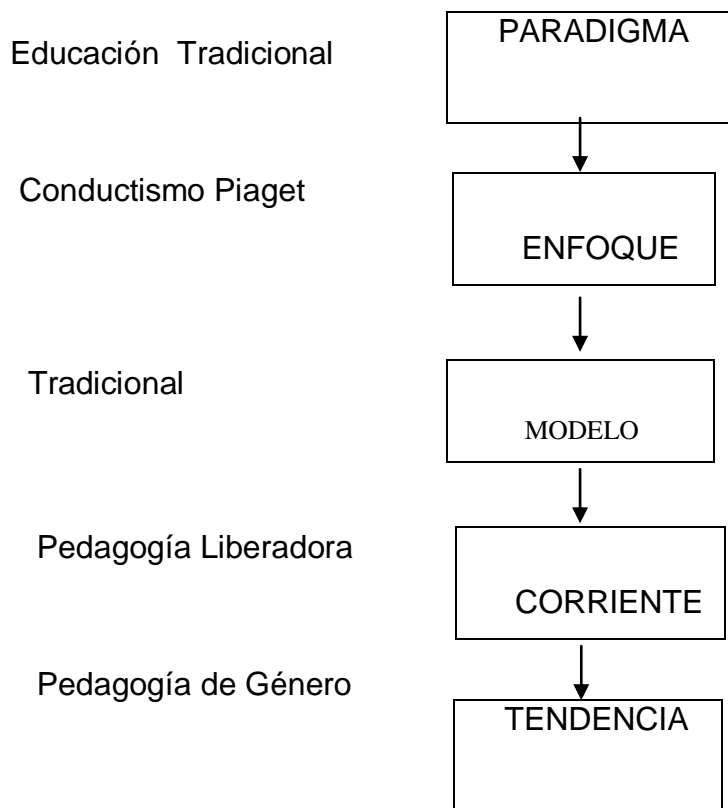 Educación Tradicional
PARADIGMA
Conductismo Piaget
ENFOQUE
Tradicional
MODELO
Pedagogía Liberadora
CORRIENTE
Pedagogía de Género
TENDENCIA